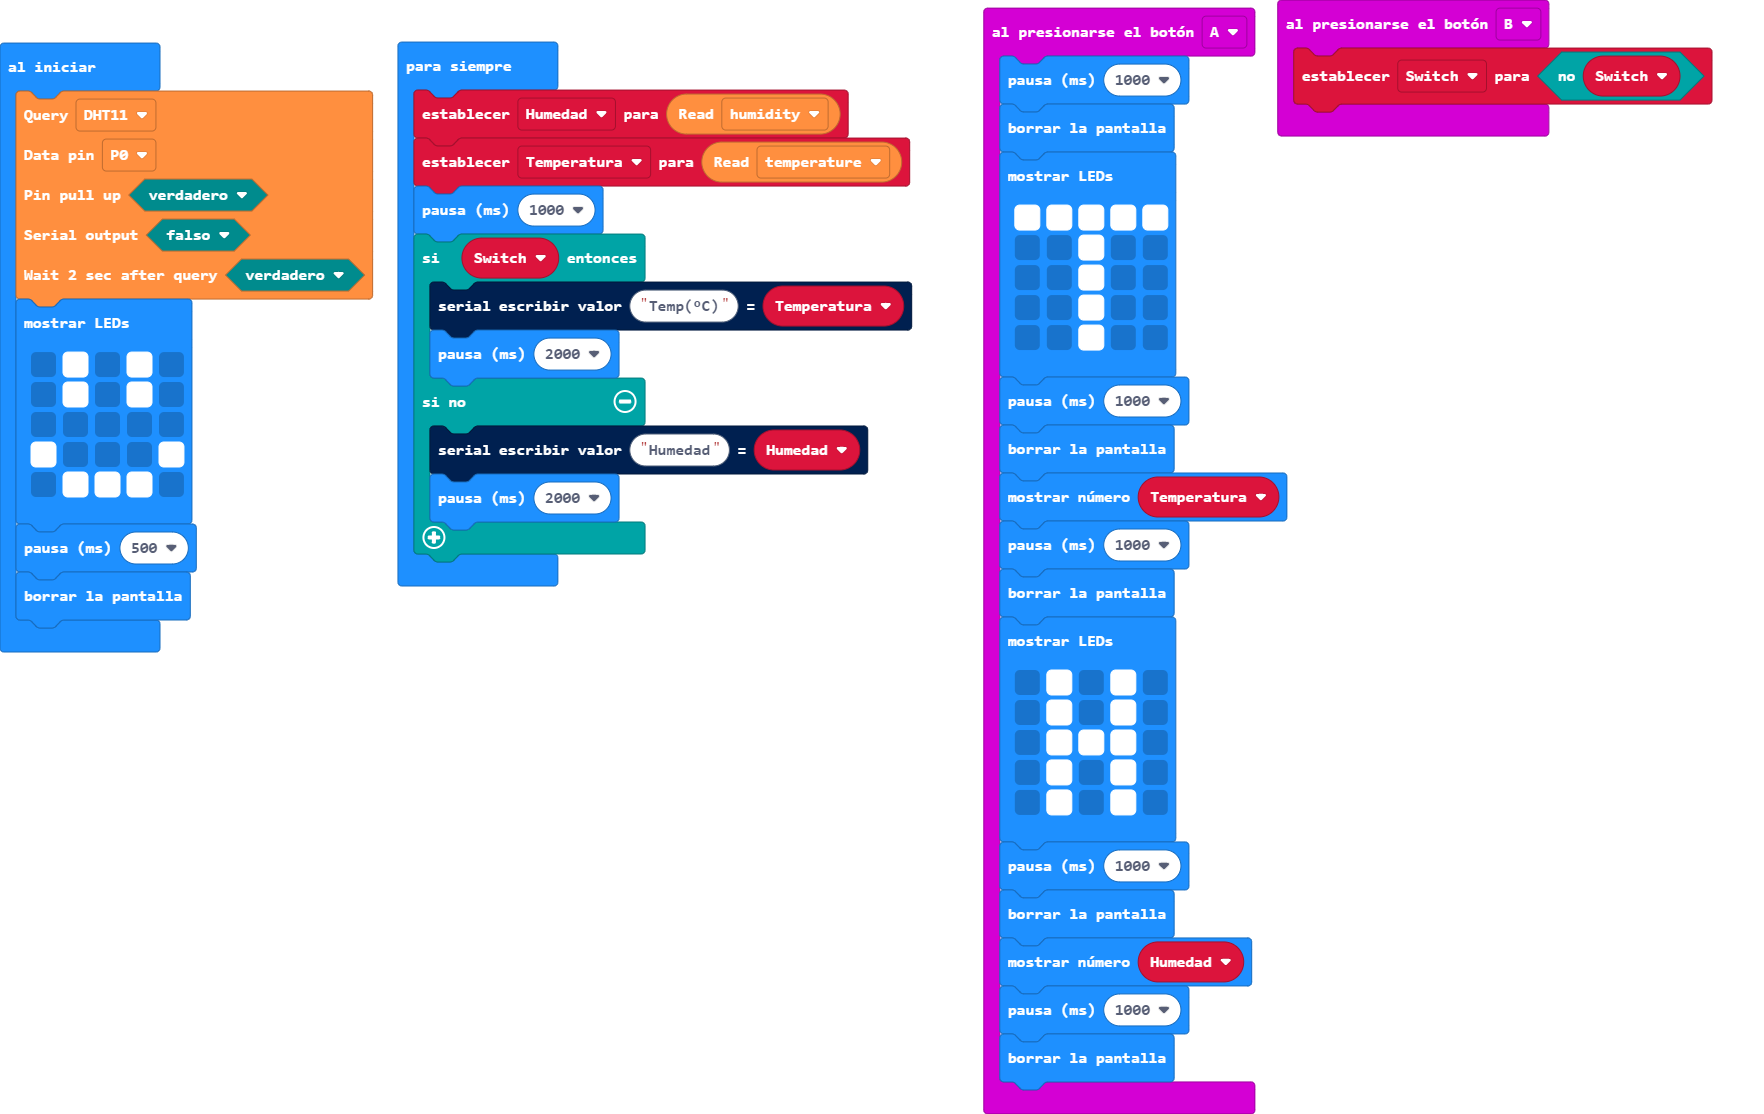 al iniciar
Query DHT11
Data pin P0
Pin pull up verdadero
Serial output falso
Wait 2 sec after query verdadero
mostrar LEDs
pausa (ms) 500
borrar la pantalla
para siempre
establecer Humedad para Read humidity
establecer Temperatura para Read temperature
pausa (ms) 1000
si Switch entonces
serial escribir valor "Temp(ºC)" = Temperatura
pausa (ms) 2000
si no
serial escribir valor "Humedad" = Humedad
pausa (ms) 2000
al presionarse el botón A
pausa (ms) 1000
borrar la pantalla
mostrar LEDs
pausa (ms) 1000
borrar la pantalla
mostrar número Temperatura
pausa (ms) 1000
borrar la pantalla
mostrar LEDs
pausa (ms) 1000
borrar la pantalla
mostrar número Humedad
pausa (ms) 1000
borrar la pantalla
al presionarse el botón B
establecer Switch para no Switch